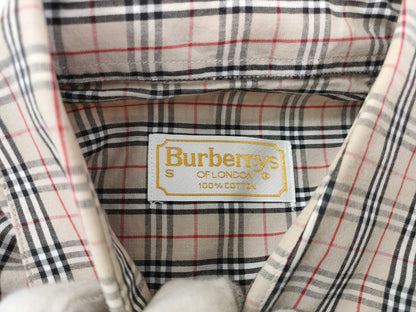 Burberrys
S OF LONDON ®
100% COTTON